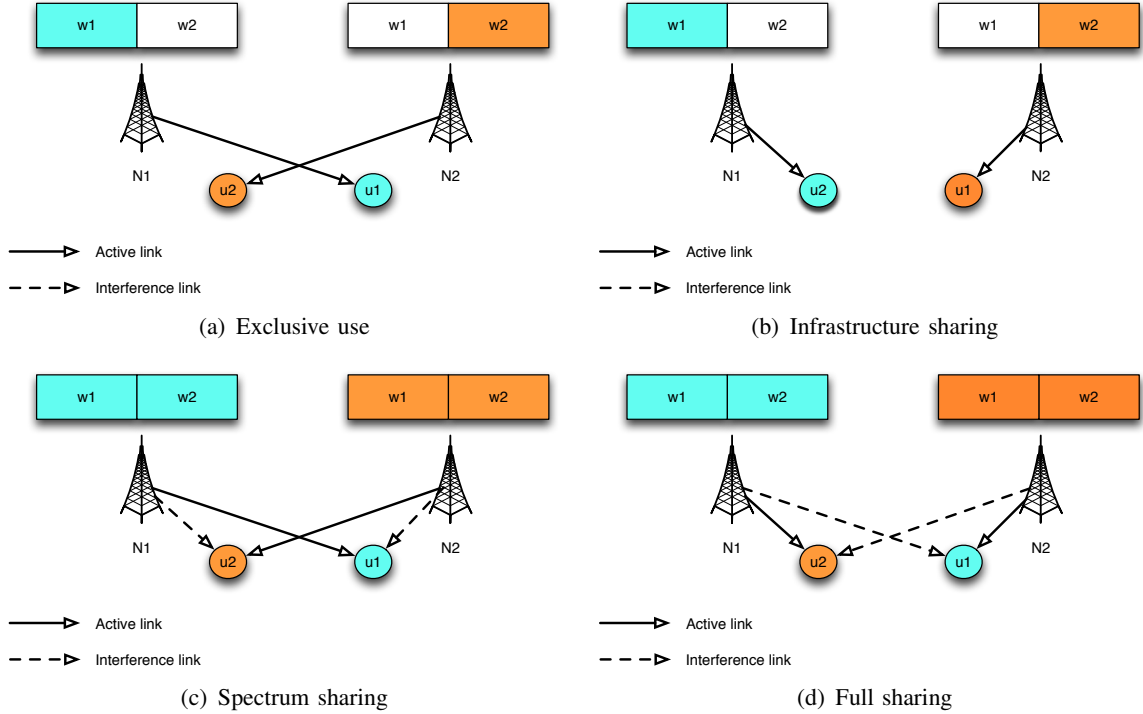 w1 w2
w1 w2
N1
N2
u2
u1
Active link
Interference link
(a) Exclusive use
w1 w2
w1 w2
N1
N2
u2
u1
Active link
Interference link
(b) Infrastructure sharing
w1 w2
w1 w2
N1
N2
u2
u1
Active link
Interference link
(c) Spectrum sharing
w1 w2
w1 w2
N1
N2
u2
u1
Active link
Interference link
(d) Full sharing